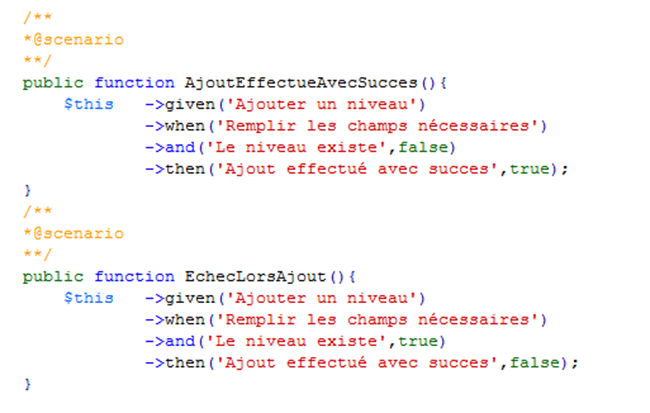 /**
*@scenario
**/
public function AjoutEffectueAvecSucces(){
$this ->given('Ajouter un niveau')
->when('Remplir les champs nécessaires')
->and('Le niveau existe',false)
->then('Ajout effectué avec succes',true);
}
/**
*@scenario
**/
public function EchecLorsAjout(){
$this ->given('Ajouter un niveau')
->when('Remplir les champs nécessaires')
->and('Le niveau existe',true)
->then('Ajout effectué avec succes',false);
}